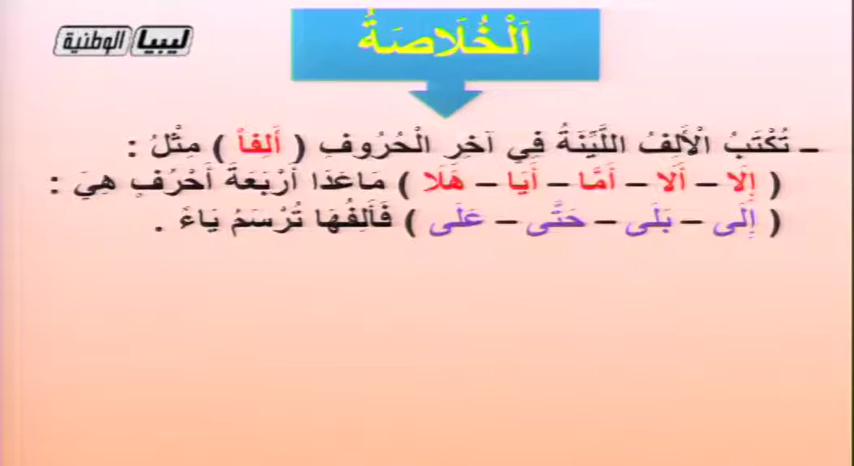 ليبيا الوطنية
اَلْخُلَاصَةُ
ـ تُكْتَبُ الْأَلِفُ اللَّيِّنَةُ فِي آخِرِ الْحُرُوفِ ( أَلِفاً ) مِثْلُ :
( إِلَا – أَلَا – أَمَّا – أَيَا – هَلَا ) مَاعَدَا أَرْبَعَةَ أَحْرُفٍ هِيَ :
( إِلَى – بَلَى – حَتَّى – عَلَى ) فَأَلِفُهَا تُرْسَمُ يَاءً .